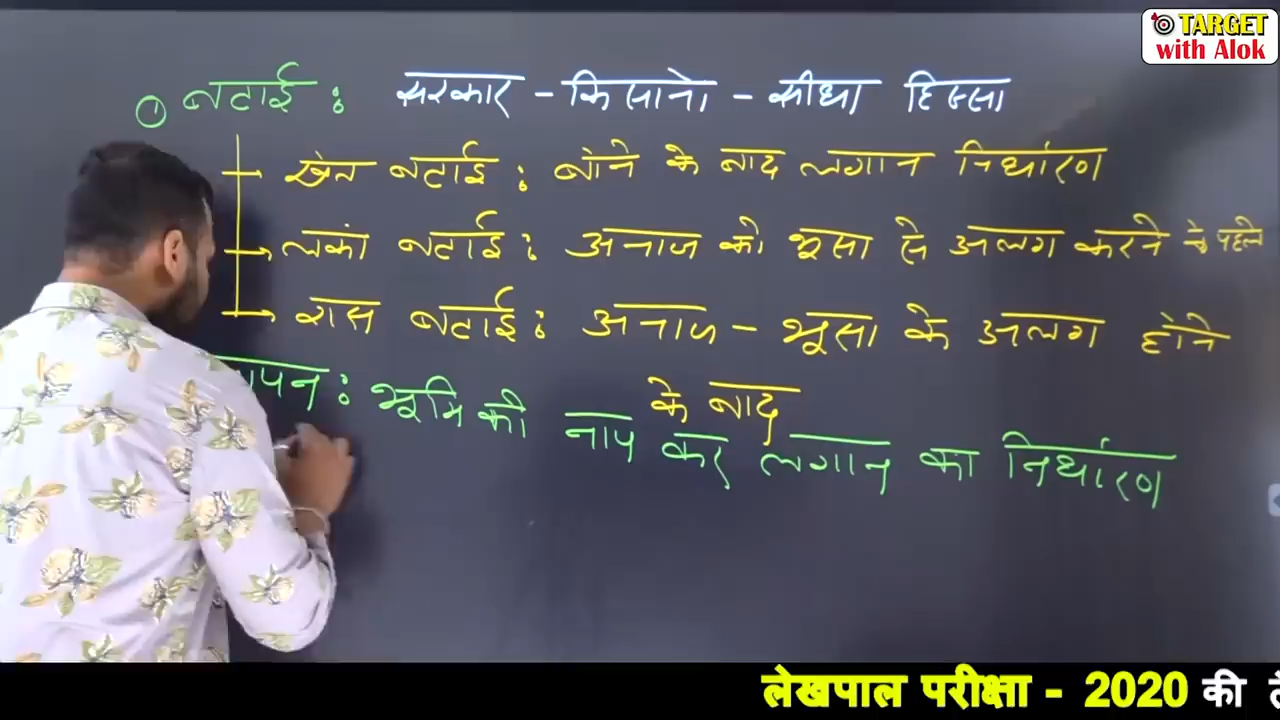 TARGET
with Alok
① बटाई : सरकार - किसानो - सीधा हिस्सा
→ खेत बटाई : बोने के बाद लगान निर्धारण
→ लंका बटाई : अनाज को भूसा से अलग करने से पहले
→ रास बटाई : अनाज - भूसा के अलग होने
के बाद
: भूमि की नाप कर लगान का निर्धारण
लेखपाल परीक्षा - 2020 की